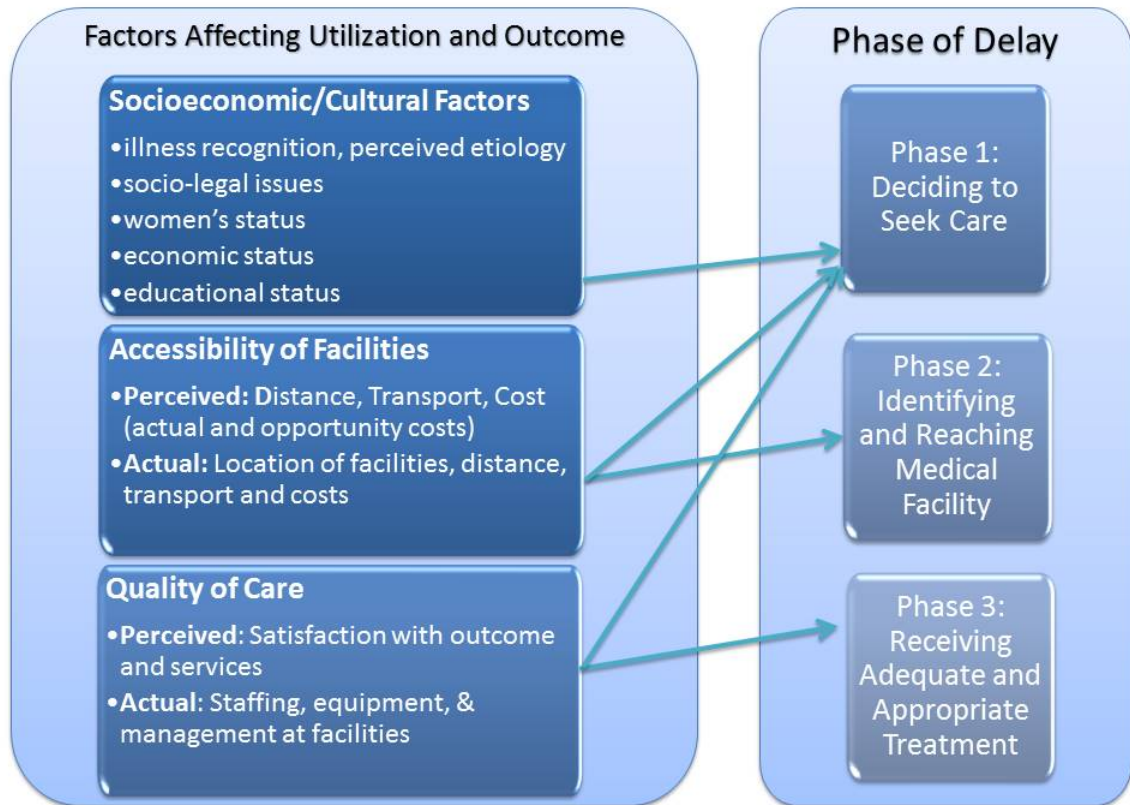 Factors Affecting Utilization and Outcome
Socioeconomic/Cultural Factors
•illness recognition, perceived etiology
•socio-legal issues
•women’s status
•economic status
•educational status
Accessibility of Facilities
•Perceived: Distance, Transport, Cost
(actual and opportunity costs)
•Actual: Location of facilities, distance,
transport and costs
Quality of Care
•Perceived: Satisfaction with outcome
and services
•Actual: Staffing, equipment, &
management at facilities
Phase of Delay
Phase 1:
Deciding to
Seek Care
Phase 2:
Identifying
and Reaching
Medical
Facility
Phase 3:
Receiving
Adequate and
Appropriate
Treatment